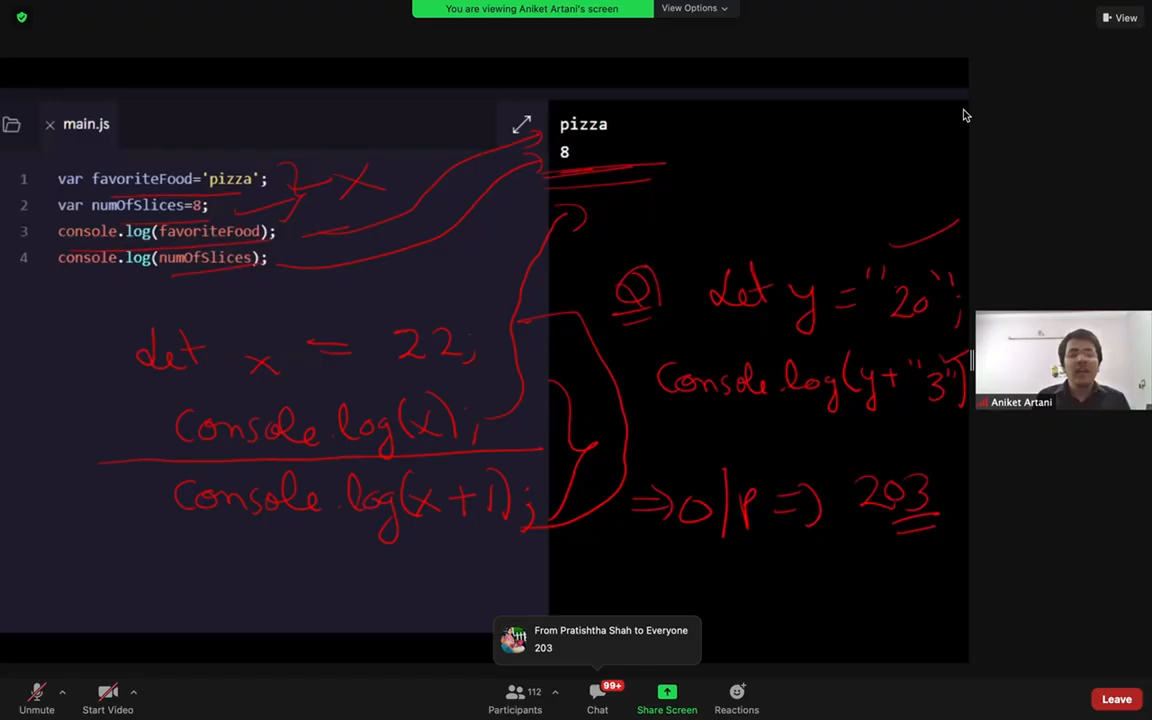 You are viewing Aniket Artani's screen
View Options
View
main.js
1 var favoriteFood='pizza';
2 var numOfSlices=8;
3 console.log(favoriteFood);
4 console.log(numOfSlices);
pizza
8
let x = 22;
console.log(x);
console.log(x+1);
Q) let y = "20";
console.log(y+"3")
⇒ O/P ⇒ 203
Aniket Artani
From Pratishtha Shah to Everyone
203
Unmute
Start Video
112
Participants
99+
Chat
Share Screen
Reactions
Leave